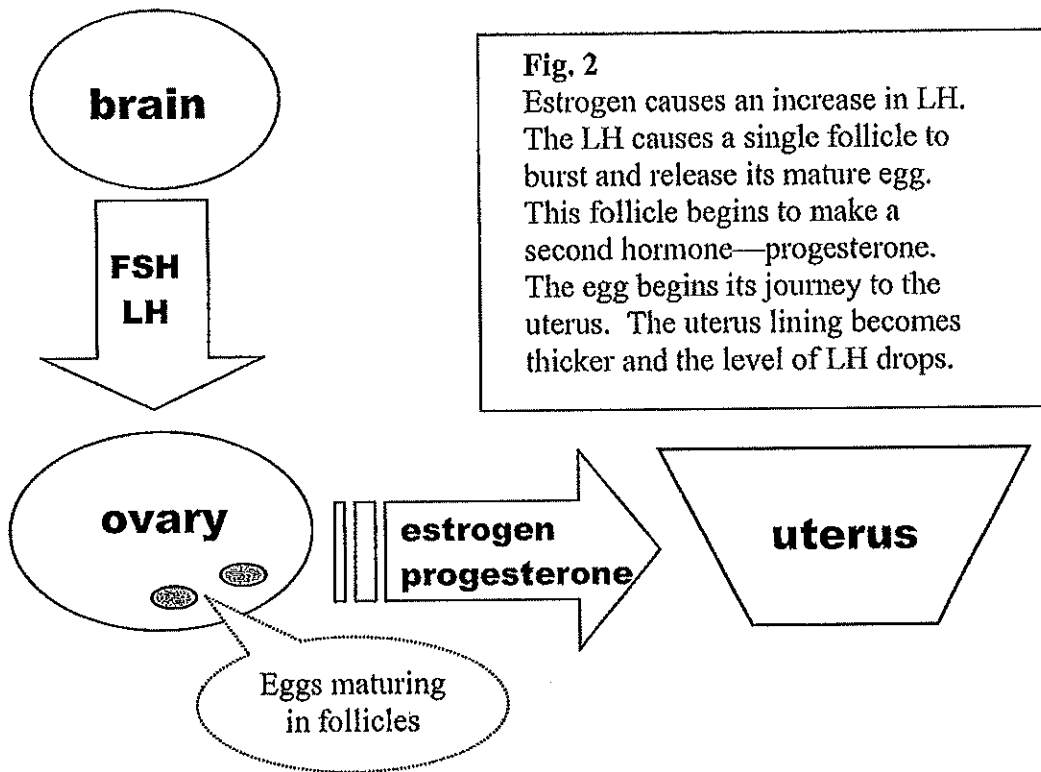 brain
FSH
LH
Fig. 2
Estrogen causes an increase in LH.
The LH causes a single follicle to
burst and release its mature egg.
This follicle begins to make a
second hormone—progesterone.
The egg begins its journey to the
uterus. The uterus lining becomes
thicker and the level of LH drops.
ovary
estrogen
progesterone
uterus
Eggs maturing
in follicles